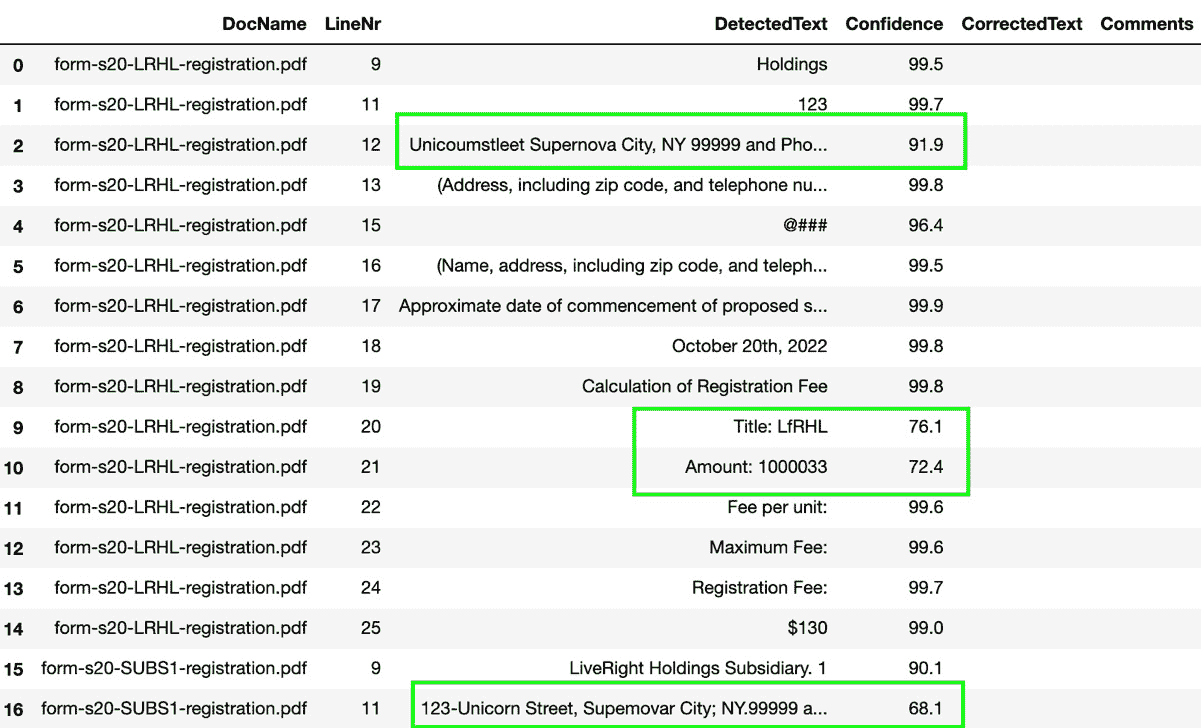 DocName LineNr DetectedText Confidence CorrectedText Comments
0 form-s20-LRHL-registration.pdf 9 Holdings 99.5
1 form-s20-LRHL-registration.pdf 11 123 99.7
2 form-s20-LRHL-registration.pdf 12 Unicoumstleet Supernova City, NY 99999 and Pho... 91.9
3 form-s20-LRHL-registration.pdf 13 (Address, including zip code, and telephone nu... 99.8
4 form-s20-LRHL-registration.pdf 15 @### 96.4
5 form-s20-LRHL-registration.pdf 16 (Name, address, including zip code, and teleph... 99.5
6 form-s20-LRHL-registration.pdf 17 Approximate date of commencement of proposed s... 99.9
7 form-s20-LRHL-registration.pdf 18 October 20th, 2022 99.8
8 form-s20-LRHL-registration.pdf 19 Calculation of Registration Fee 99.8
9 form-s20-LRHL-registration.pdf 20 Title: LfRHL 76.1
10 form-s20-LRHL-registration.pdf 21 Amount: 1000033 72.4
11 form-s20-LRHL-registration.pdf 22 Fee per unit: 99.6
12 form-s20-LRHL-registration.pdf 23 Maximum Fee: 99.6
13 form-s20-LRHL-registration.pdf 24 Registration Fee: 99.7
14 form-s20-LRHL-registration.pdf 25 $130 99.0
15 form-s20-SUBS1-registration.pdf 9 LiveRight Holdings Subsidiary. 1 90.1
16 form-s20-SUBS1-registration.pdf 11 123-Unicorn Street, Supemovar City; NY.99999 a... 68.1